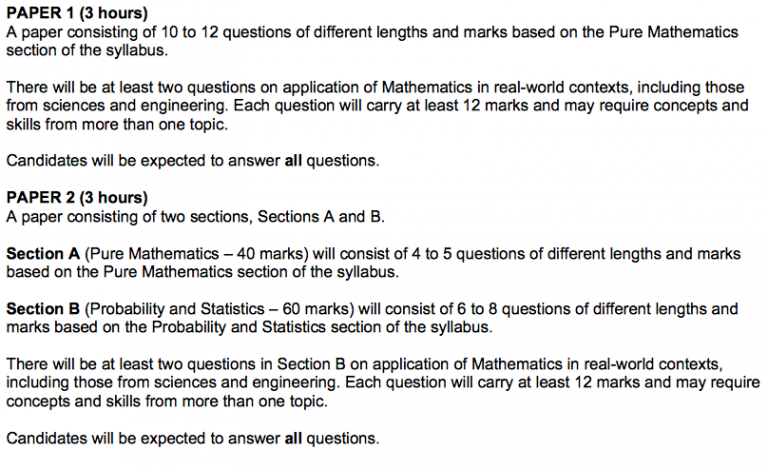 PAPER 1 (3 hours)
A paper consisting of 10 to 12 questions of different lengths and marks based on the Pure Mathematics
section of the syllabus.
There will be at least two questions on application of Mathematics in real-world contexts, including those
from sciences and engineering. Each question will carry at least 12 marks and may require concepts and
skills from more than one topic.
Candidates will be expected to answer all questions.
PAPER 2 (3 hours)
A paper consisting of two sections, Sections A and B.
Section A (Pure Mathematics – 40 marks) will consist of 4 to 5 questions of different lengths and marks
based on the Pure Mathematics section of the syllabus.
Section B (Probability and Statistics – 60 marks) will consist of 6 to 8 questions of different lengths and
marks based on the Probability and Statistics section of the syllabus.
There will be at least two questions in Section B on application of Mathematics in real-world contexts,
including those from sciences and engineering. Each question will carry at least 12 marks and may require
concepts and skills from more than one topic.
Candidates will be expected to answer all questions.